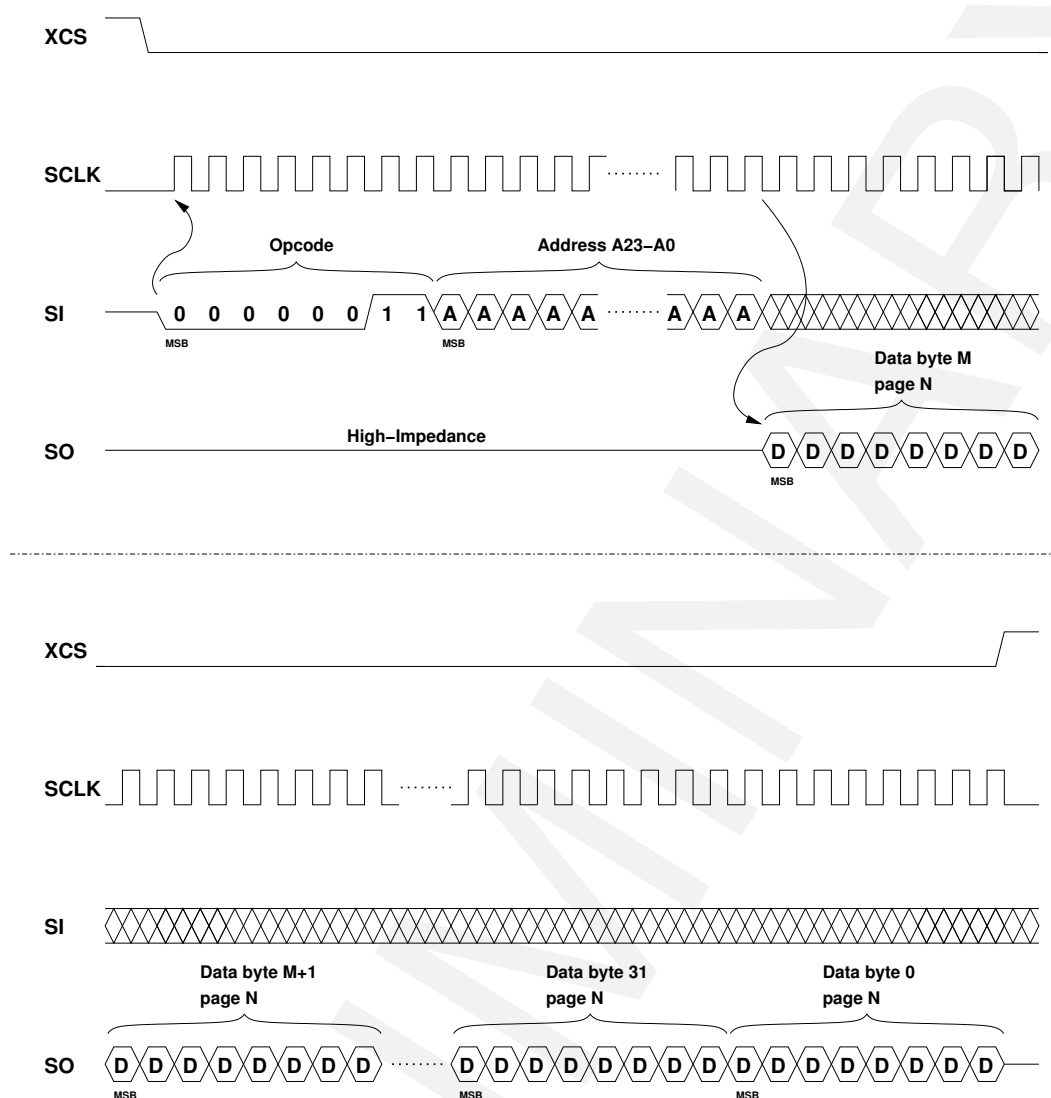 XCS
SCLK
Opcode
Address A23–A0
SI 0 0 0 0 0 0 1 1 A A A A A A A A
MSB MSB
Data byte M
page N
High–Impedance
SO D D D D D D D D
MSB
XCS
SCLK
SI
Data byte M+1 Data byte 31 Data byte 0
page N page N page N
SO D D D D D D D D D D D D D D D D D D D D D D D D
MSB MSB MSB